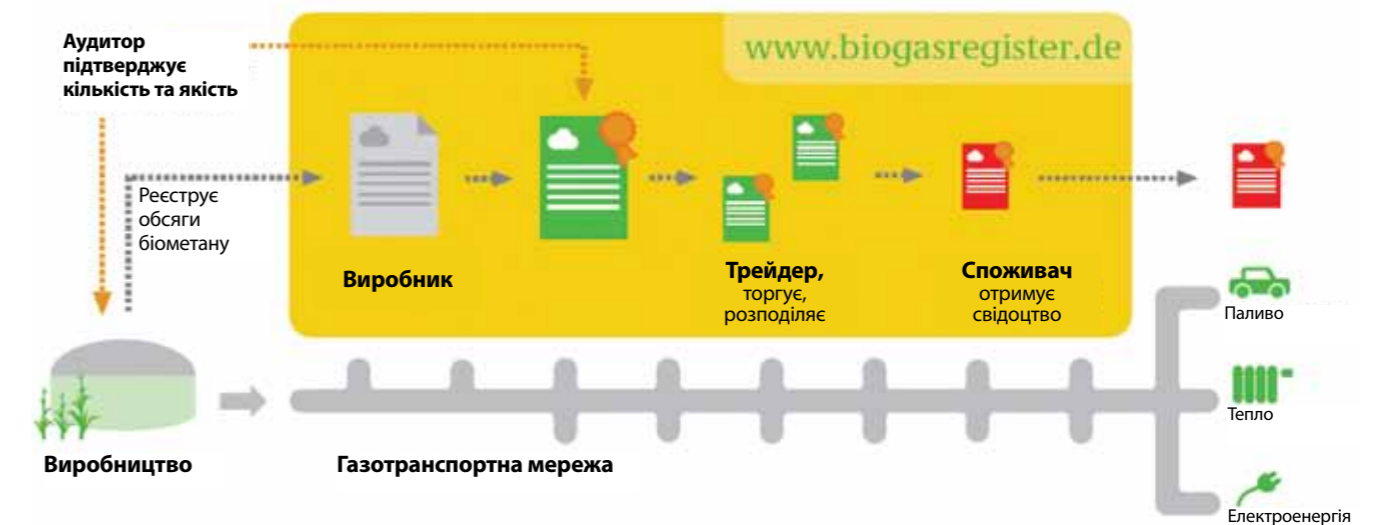 Аудитор
підтверджує
кількість та якість
www.biogasregister.de
Реєструє
обсяги
біометану
Виробник
Трейдер,
торгує,
розподіляє
Споживач
отримує
свідоцтво
Паливо
Тепло
Електроенергія
Виробництво
Газотранспортна мережа